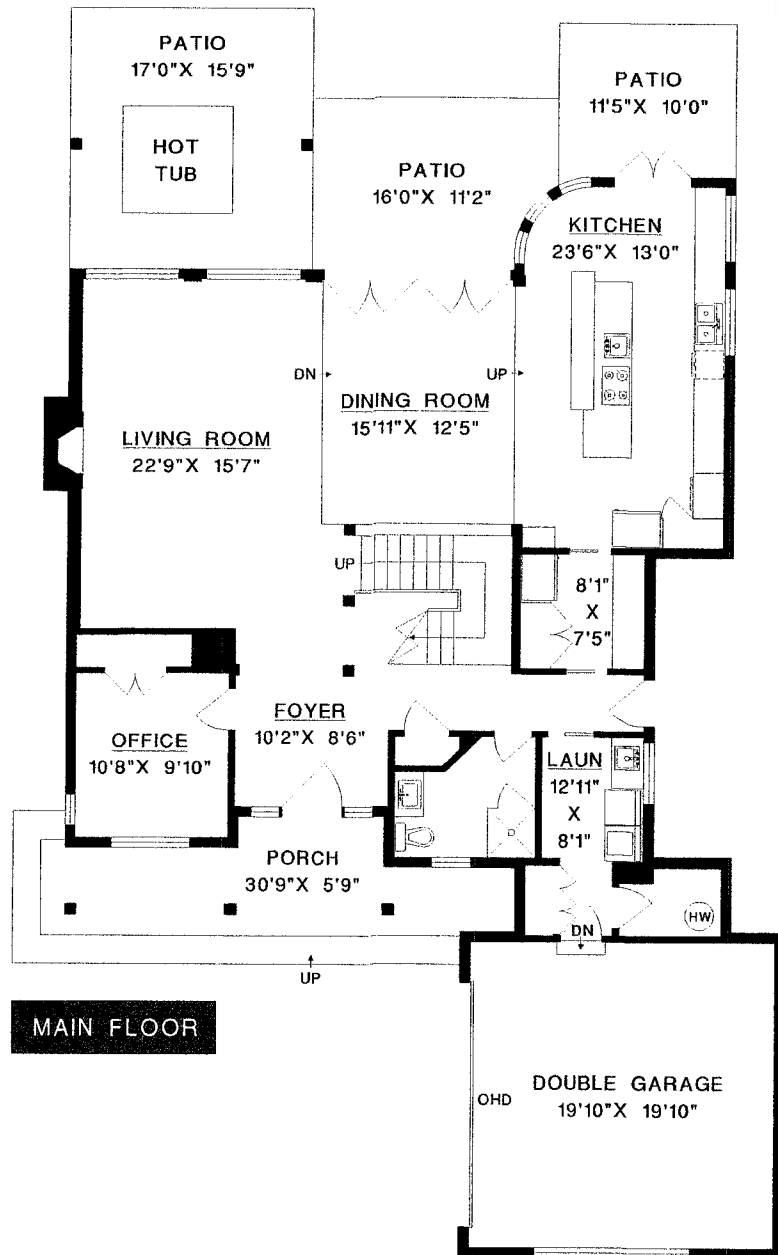 PATIO
17'0"X 15'9"
HOT
TUB
PATIO
11'5"X 10'0"
PATIO
16'0"X 11'2"
KITCHEN
23'6"X 13'0"
DN
UP
DINING ROOM
15'11"X 12'5"
LIVING ROOM
22'9"X 15'7"
UP
8'1"
X
7'5"
FOYER
10'2"X 8'6"
OFFICE
10'8"X 9'10"
LAUN
12'11"
X
8'1"
PORCH
30'9"X 5'9"
HW
DN
UP
MAIN FLOOR
OHD
DOUBLE GARAGE
19'10"X 19'10"